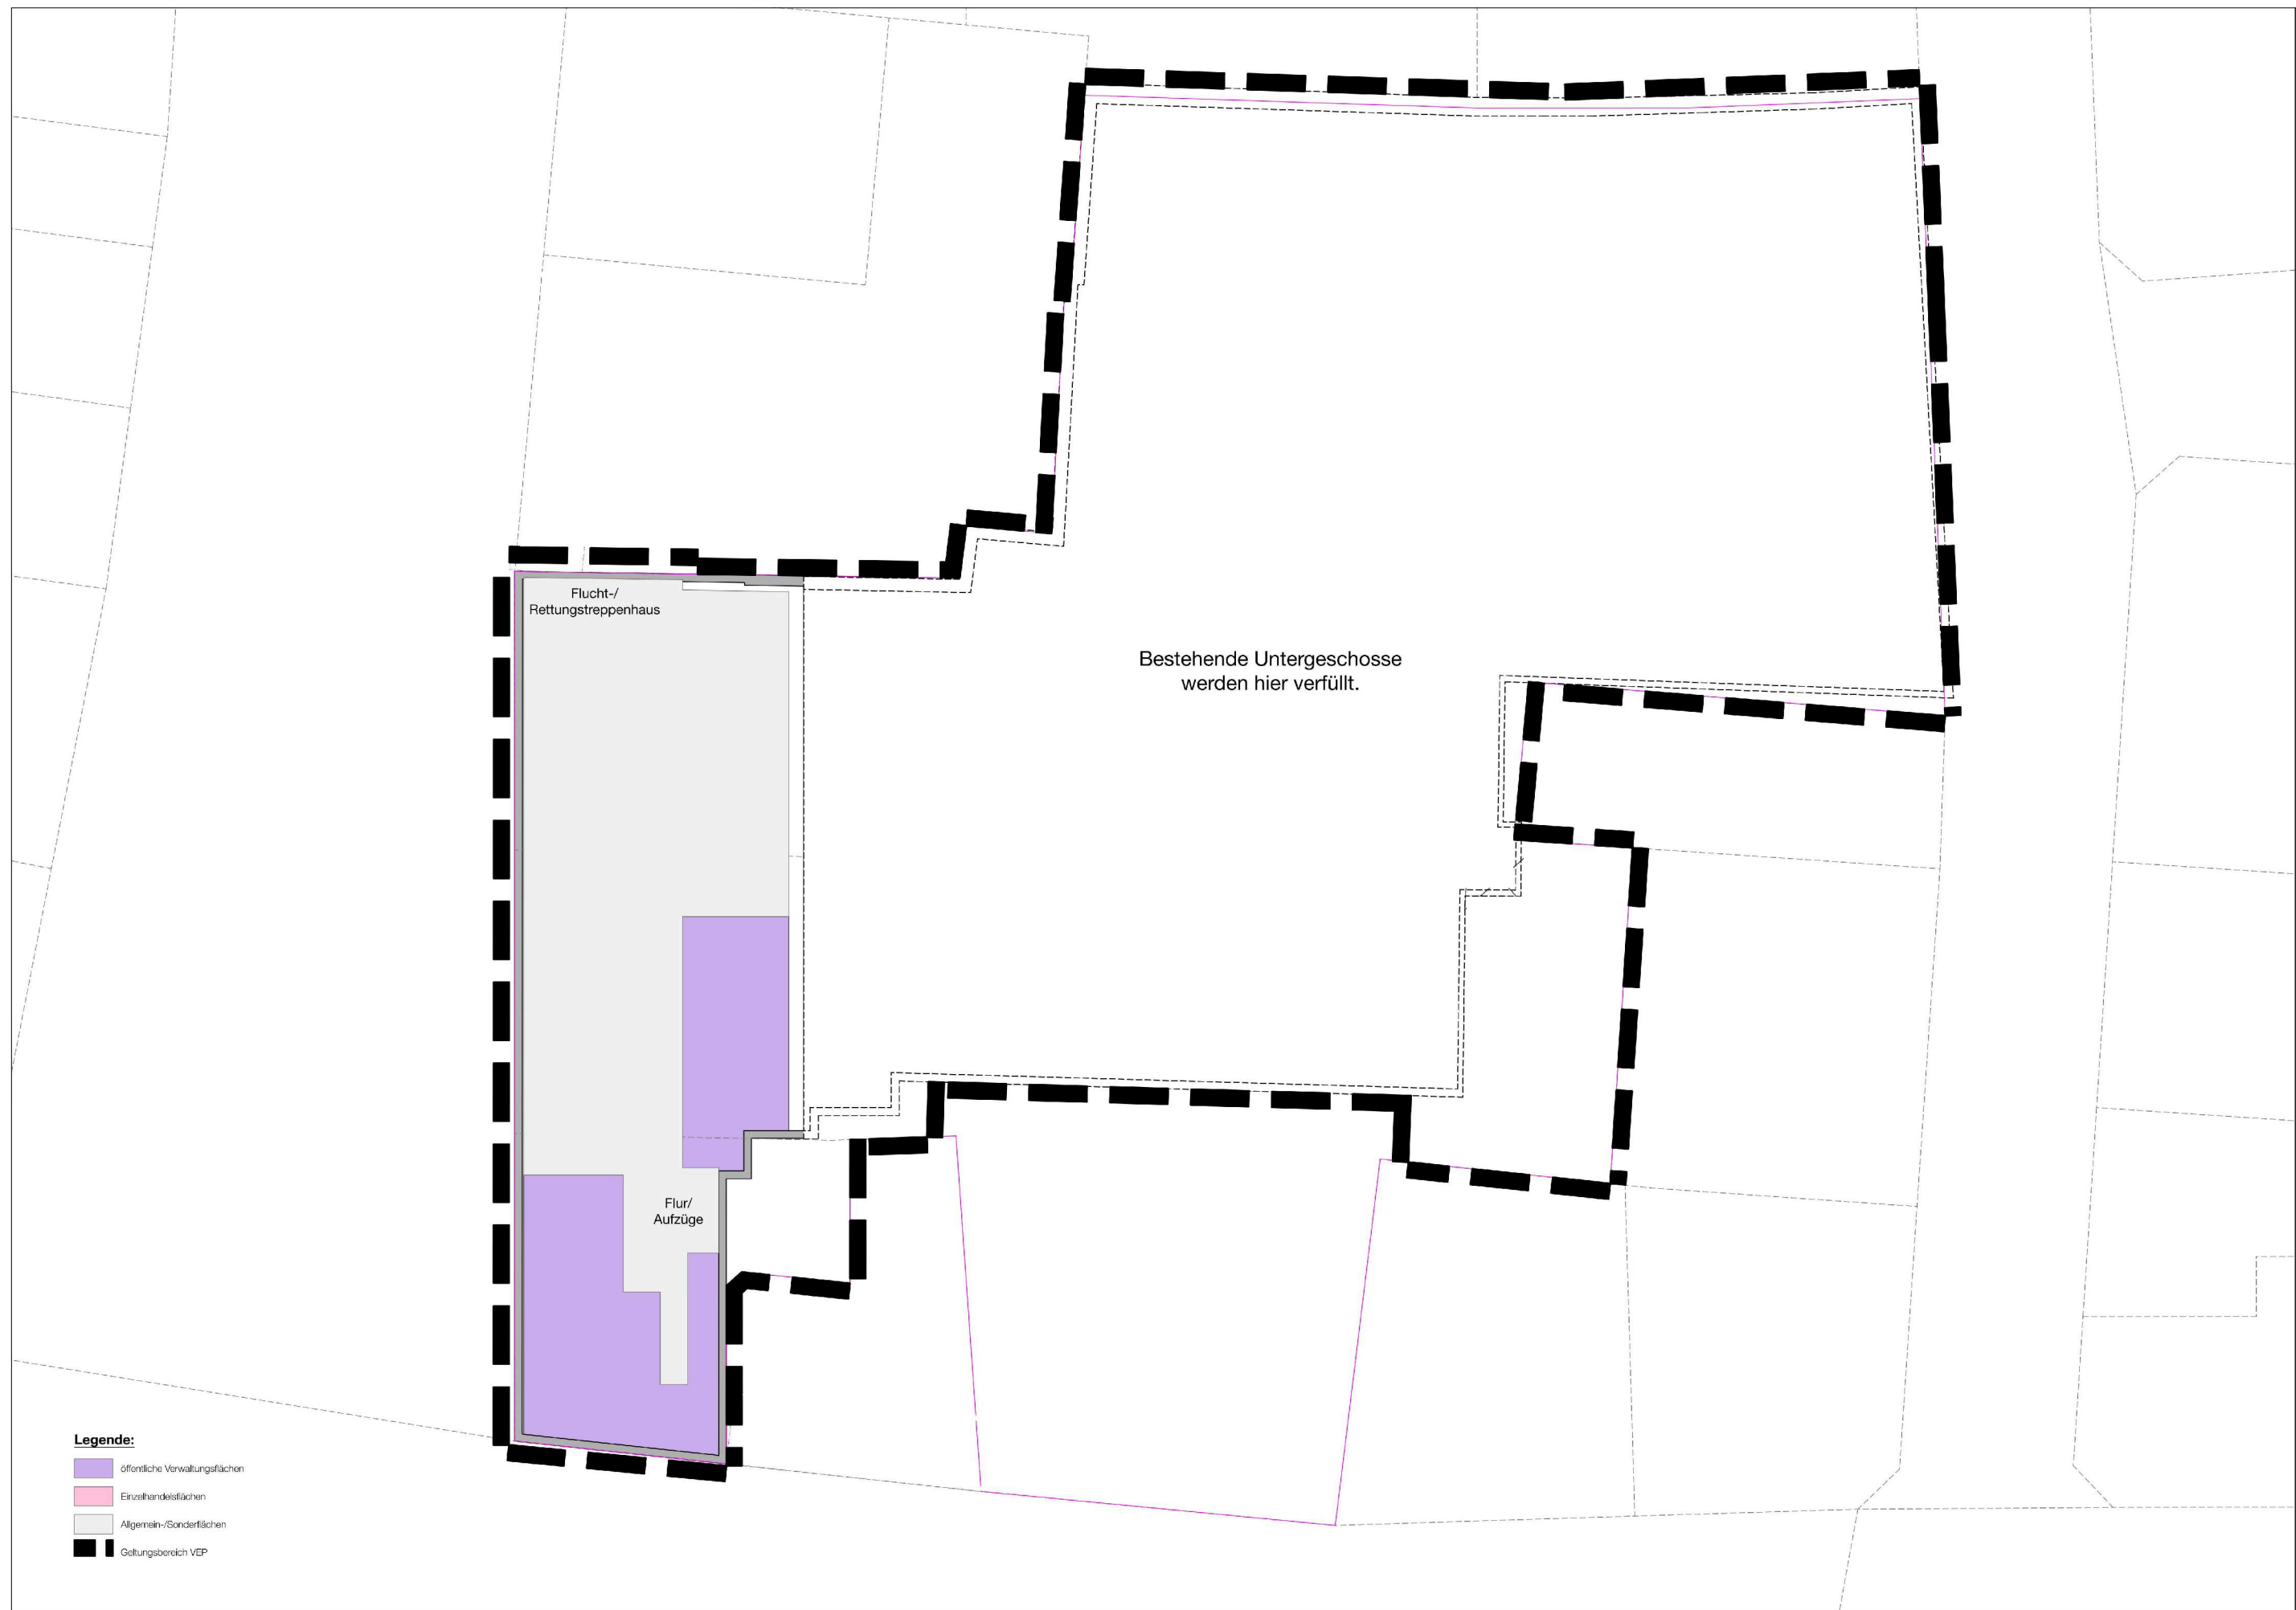 Flucht-/
Rettungstreppenhaus
Bestehende Untergeschosse
werden hier verfüllt.
Flur/
Aufzüge
Legende:
öffentliche Verwaltungsflächen
Einzelhandelsflächen
Allgemein-/Sonderflächen
Geltungsbereich VEP